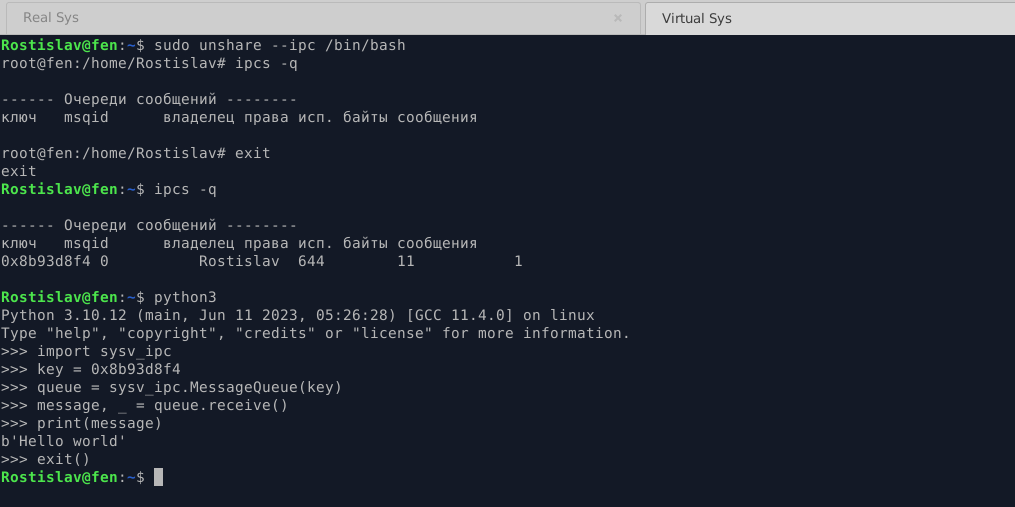 Real Sys ×
Virtual Sys
Rostislav@fen:~$ sudo unshare --ipc /bin/bash
root@fen:/home/Rostislav# ipcs -q
------ Очереди сообщений --------
ключ   msqid      владелец права исп. байты сообщения
root@fen:/home/Rostislav# exit
exit
Rostislav@fen:~$ ipcs -q
------ Очереди сообщений --------
ключ   msqid      владелец права исп. байты сообщения
0x8b93d8f4 0          Rostislav  644        11           1
Rostislav@fen:~$ python3
Python 3.10.12 (main, Jun 11 2023, 05:26:28) [GCC 11.4.0] on linux
Type "help", "copyright", "credits" or "license" for more information.
>>> import sysv_ipc
>>> key = 0x8b93d8f4
>>> queue = sysv_ipc.MessageQueue(key)
>>> message, _ = queue.receive()
>>> print(message)
b'Hello world'
>>> exit()
Rostislav@fen:~$